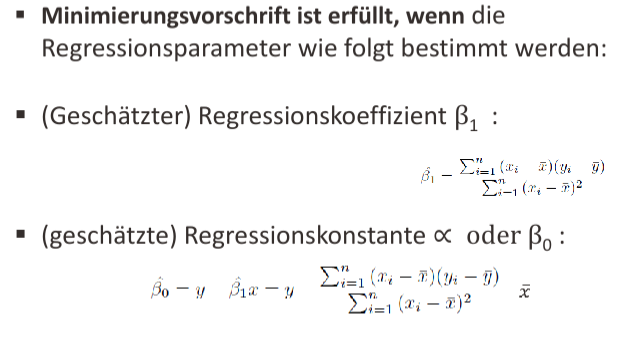 ▪ Minimierungsvorschrift ist erfüllt, wenn die
Regressionsparameter wie folgt bestimmt werden:
▪ (Geschätzter) Regressionskoeffizient β₁ :
β̂₁ − ∑ⁿᵢ₌₁ (xᵢ x̄)(yᵢ ȳ)
∑ⁿᵢ₋₁ (xᵢ − x̄)²
▪ (geschätzte) Regressionskonstante ∝ oder β₀ :
β̂₀ − y β̂₁x − y ∑ⁿᵢ₌₁ (xᵢ − x̄)(yᵢ − ȳ) x̄
∑ⁿᵢ₌₁ (xᵢ − x̄)²